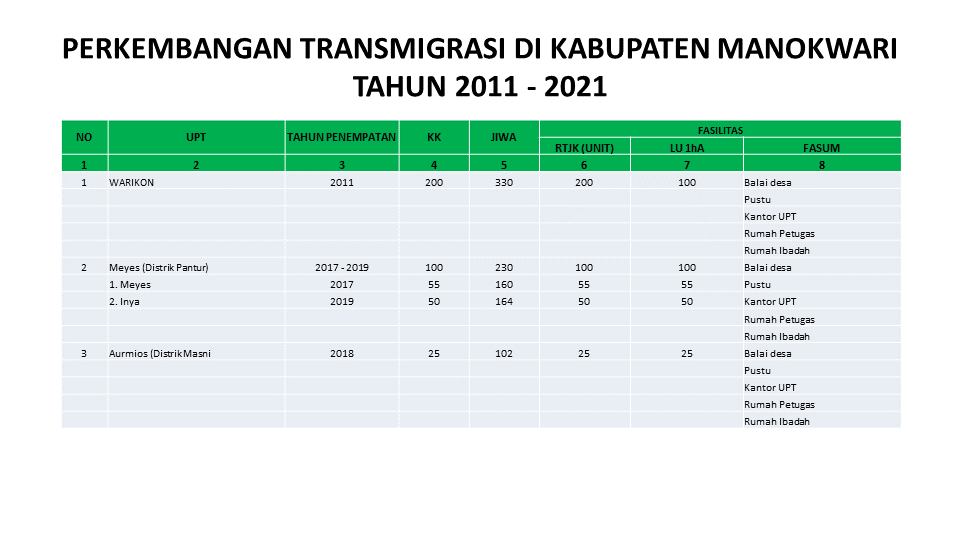 PERKEMBANGAN TRANSMIGRASI DI KABUPATEN MANOKWARI
TAHUN 2011 - 2021
NO UPT TAHUN PENEMPATAN KK JIWA FASILITAS
RTJK (UNIT) LU 1hA FASUM
1 2 3 4 5 6 7 8
1 WARIKON 2011 200 330 200 100 Balai desa
Pustu
Kantor UPT
Rumah Petugas
Rumah Ibadah
2 Meyes (Distrik Pantur) 2017 - 2019 100 230 100 100 Balai desa
1. Meyes 2017 55 160 55 55 Pustu
2. Inya 2019 50 164 50 50 Kantor UPT
Rumah Petugas
Rumah Ibadah
3 Aurmios (Distrik Masni 2018 25 102 25 25 Balai desa
Pustu
Kantor UPT
Rumah Petugas
Rumah Ibadah